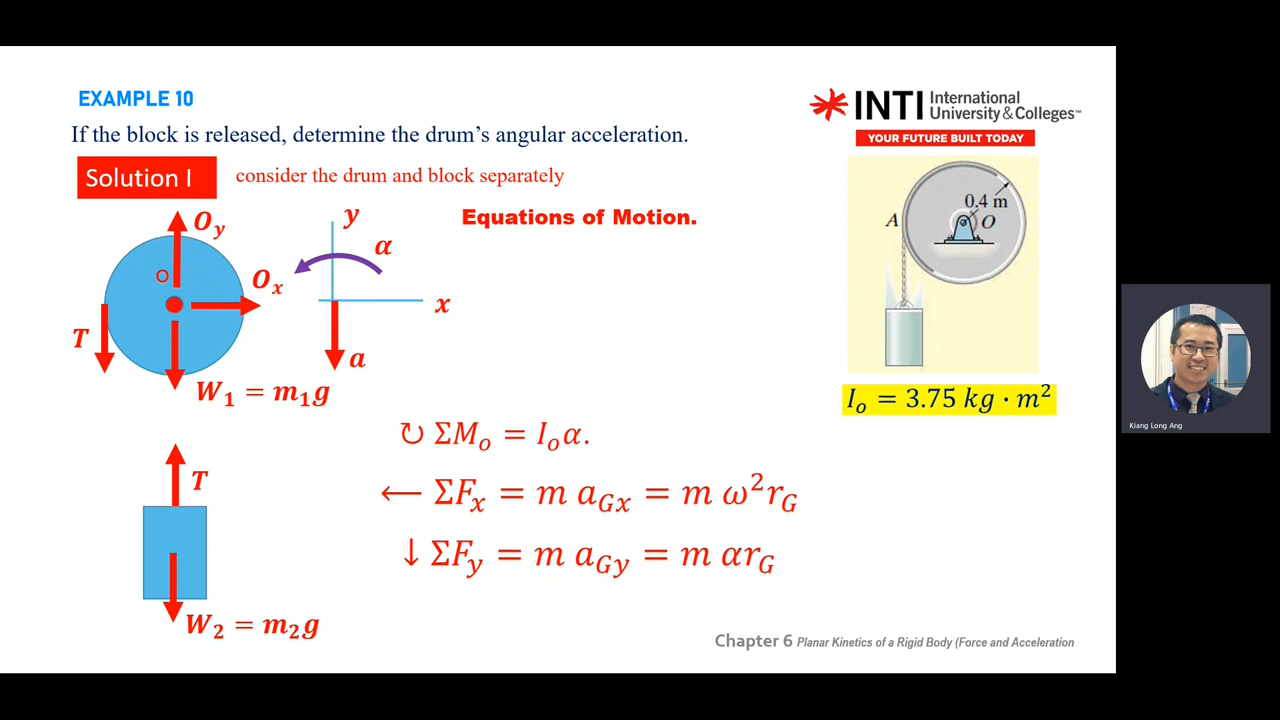 EXAMPLE 10
If the block is released, determine the drum's angular acceleration.
Solution I
consider the drum and block separately
Equations of Motion.
INTI International
University & Colleges™
YOUR FUTURE BUILT TODAY
O_y
O
O_x
T
W_1 = m_1g
y
α
x
a
0.4 m
A
O
I_o = 3.75 kg · m²
↻ ΣM_o = I_oα.
← ΣF_x = m a_Gx = m ω²r_G
↓ ΣF_y = m a_Gy = m αr_G
T
W_2 = m_2g
Chapter 6 Planar Kinetics of a Rigid Body (Force and Acceleration
Kiang Long Ang